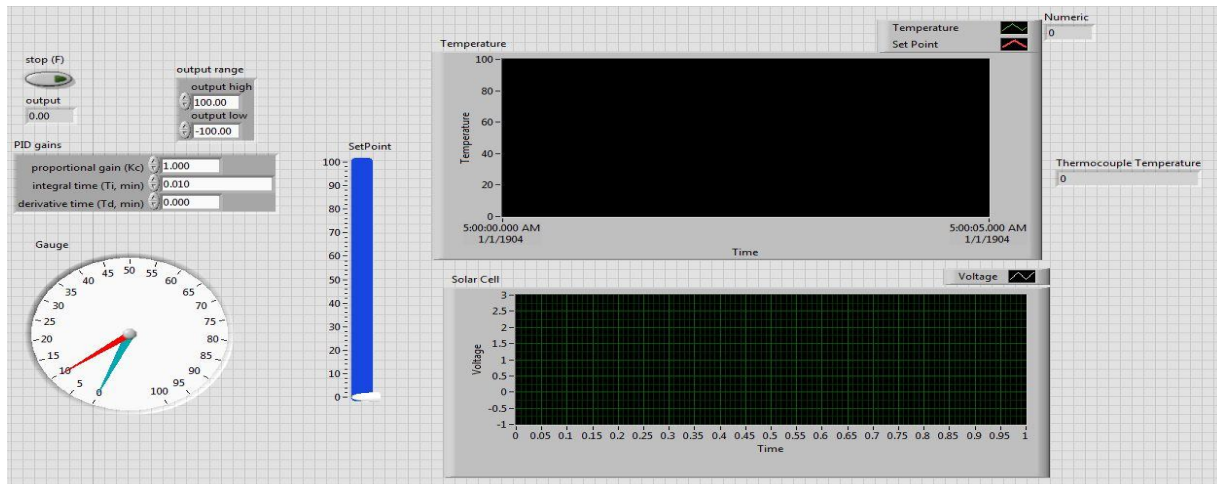 stop (F)
output
0.00
output range
output high
100.00
output low
-100.00
PID gains
proportional gain (Kc) 1.000
integral time (Ti, min) 0.010
derivative time (Td, min) 0.000
Gauge
0
5
10
15
20
25
30
35
40
45
50
55
60
65
70
75
80
85
90
95
100
SetPoint
100
90
80
70
60
50
40
30
20
10
0
Temperature
Temperature
Set Point
Temperature
100
80
60
40
20
0
5:00:00.000 AM
1/1/1904
5:00:05.000 AM
1/1/1904
Time
Solar Cell
Voltage
Voltage
3
2.5
2
1.5
1
0.5
0
-0.5
-1
0 0.05 0.1 0.15 0.2 0.25 0.3 0.35 0.4 0.45 0.5 0.55 0.6 0.65 0.7 0.75 0.8 0.85 0.9 0.95 1
Time
Numeric
0
Thermocouple Temperature
0